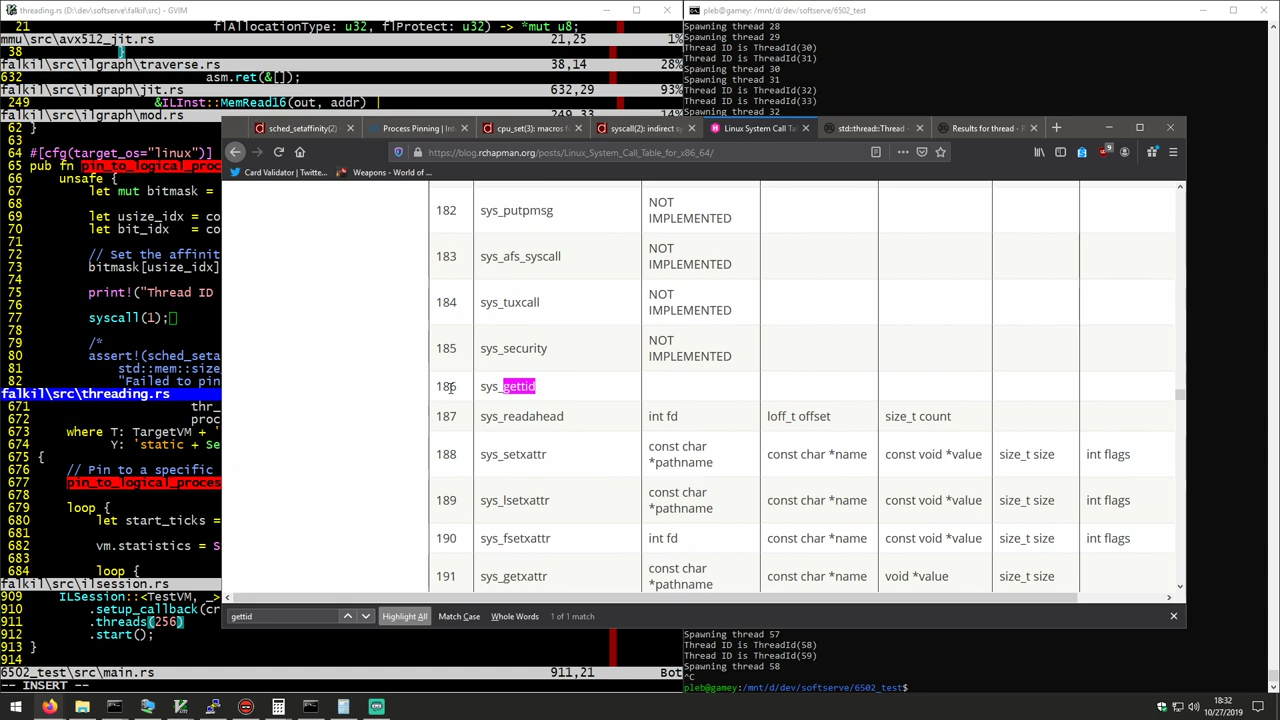 threading.rs (D:\dev\softserve\falkil\src) - GVIM
21 flAllocationType: u32, flProtect: u32) -> *mut u8;
mmu\src\avx512_jit.rs 21,25 1%
38 }
falkil\src\ilgraph\traverse.rs 38,14 28%
632 asm.ret(&[]);
falkil\src\ilgraph\jit.rs 632,29 93%
249 &ILInst::MemRead16(out, addr) |
falkil\src\ilgraph\mod.rs 249,33
62 }
63
64 #[cfg(target_os="linux")]
65 pub fn pin_to_logical_proc
66 unsafe {
67 let mut bitmask =
68
69 let usize_idx = co
70 let bit_idx = co
71
72 // Set the affinit
73 bitmask[usize_idx]
74
75 print!("Thread ID
76
77 syscall(1);
78
79 /*
80 assert!(sched_seta
81 std::mem::size
82 "Failed to pin
falkil\src\threading.rs
671 thr_
672 proc
673 where T: TargetVM + '
674 Y: 'static + Se
675 {
676 // Pin to a specific
677 pin_to_logical_proces
678
679 loop {
680 let start_ticks =
681
682 vm.statistics = S
683
684 loop {
falkil\src\ilsession.rs
909 ILSession::<TestVM, _>
910 .setup_callback(cr
911 .threads(256)
912 .start();
913 }
914
6502_test\src\main.rs 911,21 Bot
-- INSERT --
pleb@gamey: /mnt/d/dev/softserve/6502_test
Spawning thread 28
Spawning thread 29
Thread ID is ThreadId(30)
Thread ID is ThreadId(31)
Spawning thread 30
Spawning thread 31
Thread ID is ThreadId(32)
Thread ID is ThreadId(33)
Spawning thread 32
sched_setaffinity(2)
Process Pinning | Int
cpu_set(3): macros f
syscall(2): indirect sy
Linux System Call Tabl
std::thread::Thread -
Results for thread - R
https://blog.rchapman.org/posts/Linux_System_Call_Table_for_x86_64/
Card Validator | Twitte...
Weapons - World of ...
9
182 sys_putpmsg NOT IMPLEMENTED
183 sys_afs_syscall NOT IMPLEMENTED
184 sys_tuxcall NOT IMPLEMENTED
185 sys_security NOT IMPLEMENTED
186 sys_gettid
187 sys_readahead int fd loff_t offset size_t count
188 sys_setxattr const char *pathname const char *name const void *value size_t size int flags
189 sys_lsetxattr const char *pathname const char *name const void *value size_t size int flags
190 sys_fsetxattr int fd const char *name const void *value size_t size int flags
191 sys_getxattr const char *pathname const char *name void *value size_t size
gettid Highlight All Match Case Whole Words 1 of 1 match
Spawning thread 57
Thread ID is ThreadId(58)
Thread ID is ThreadId(59)
Spawning thread 58
^C
pleb@gamey:/mnt/d/dev/softserve/6502_test$
18:32
10/27/2019